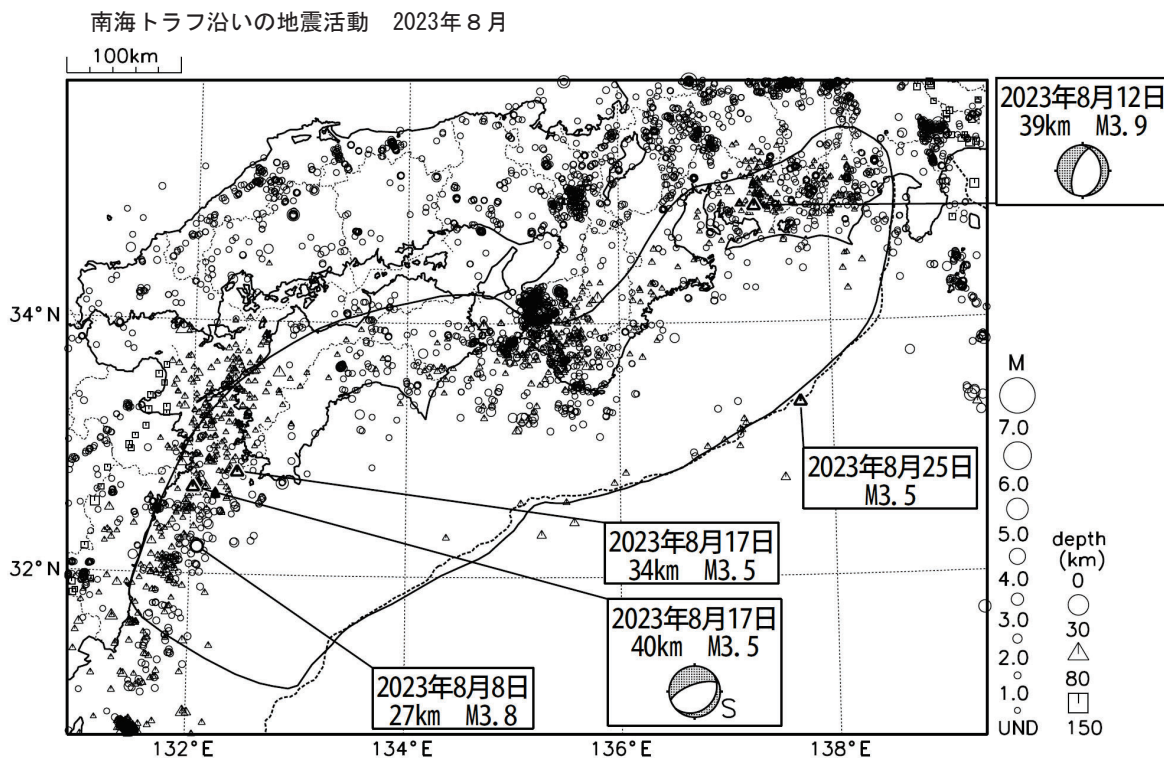 南海トラフ沿いの地震活動　2023年８月
100km
2023年8月12日
39km M3.9
34°N
32°N
132°E
134°E
136°E
138°E
2023年8月25日
M3.5
2023年8月17日
34km M3.5
2023年8月17日
40km M3.5
S
2023年8月8日
27km M3.8
M
7.0
6.0
5.0
4.0
3.0
2.0
1.0
UND
depth
(km)
0
30
80
150